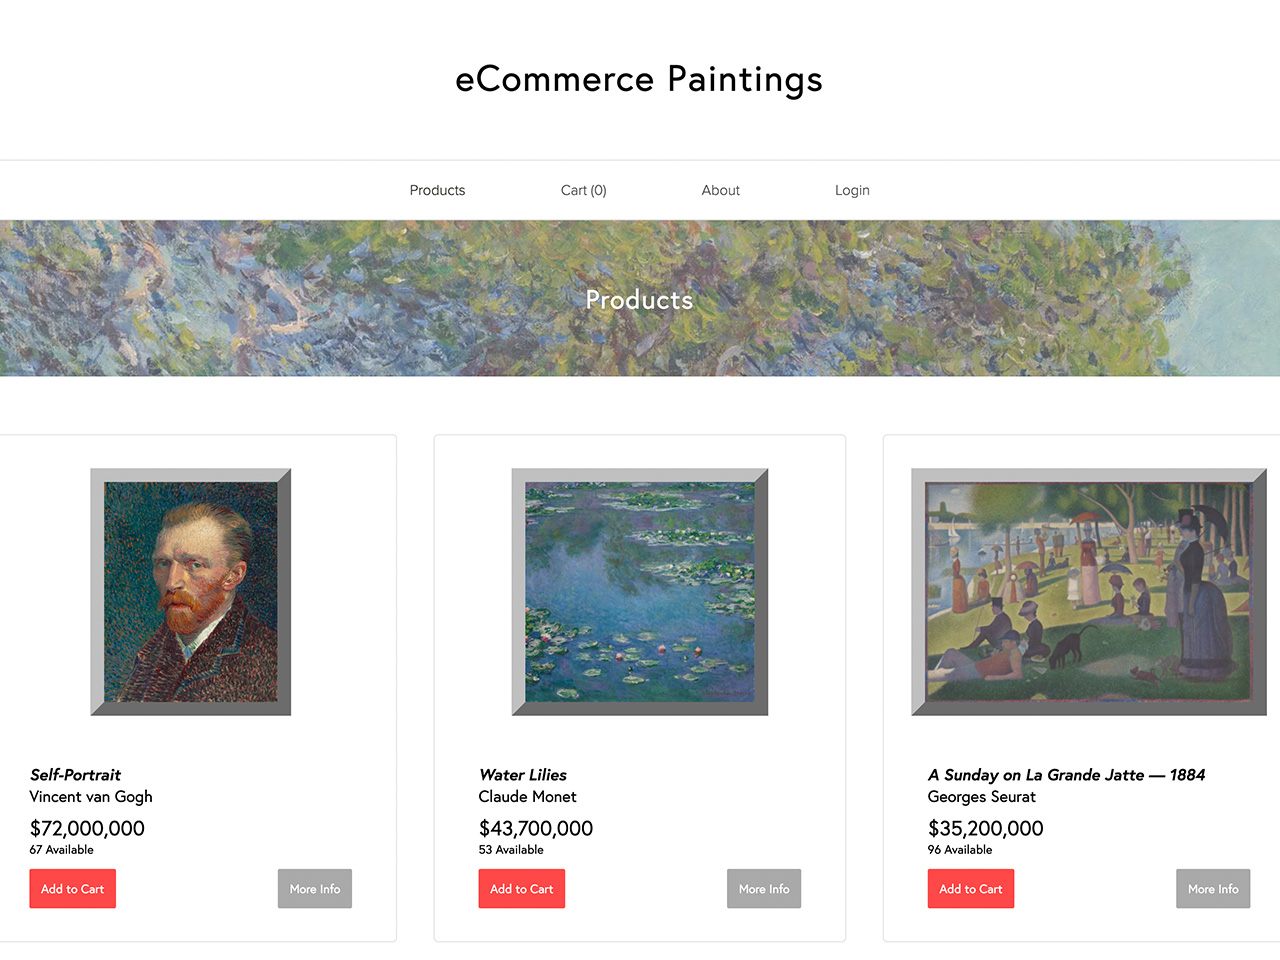 eCommerce Paintings
Products
Cart (0)
About
Login
Products
Self-Portrait
Vincent van Gogh
$72,000,000
67 Available
Add to Cart
More Info
Water Lilies
Claude Monet
$43,700,000
53 Available
Add to Cart
More Info
A Sunday on La Grande Jatte — 1884
Georges Seurat
$35,200,000
96 Available
Add to Cart
More Info